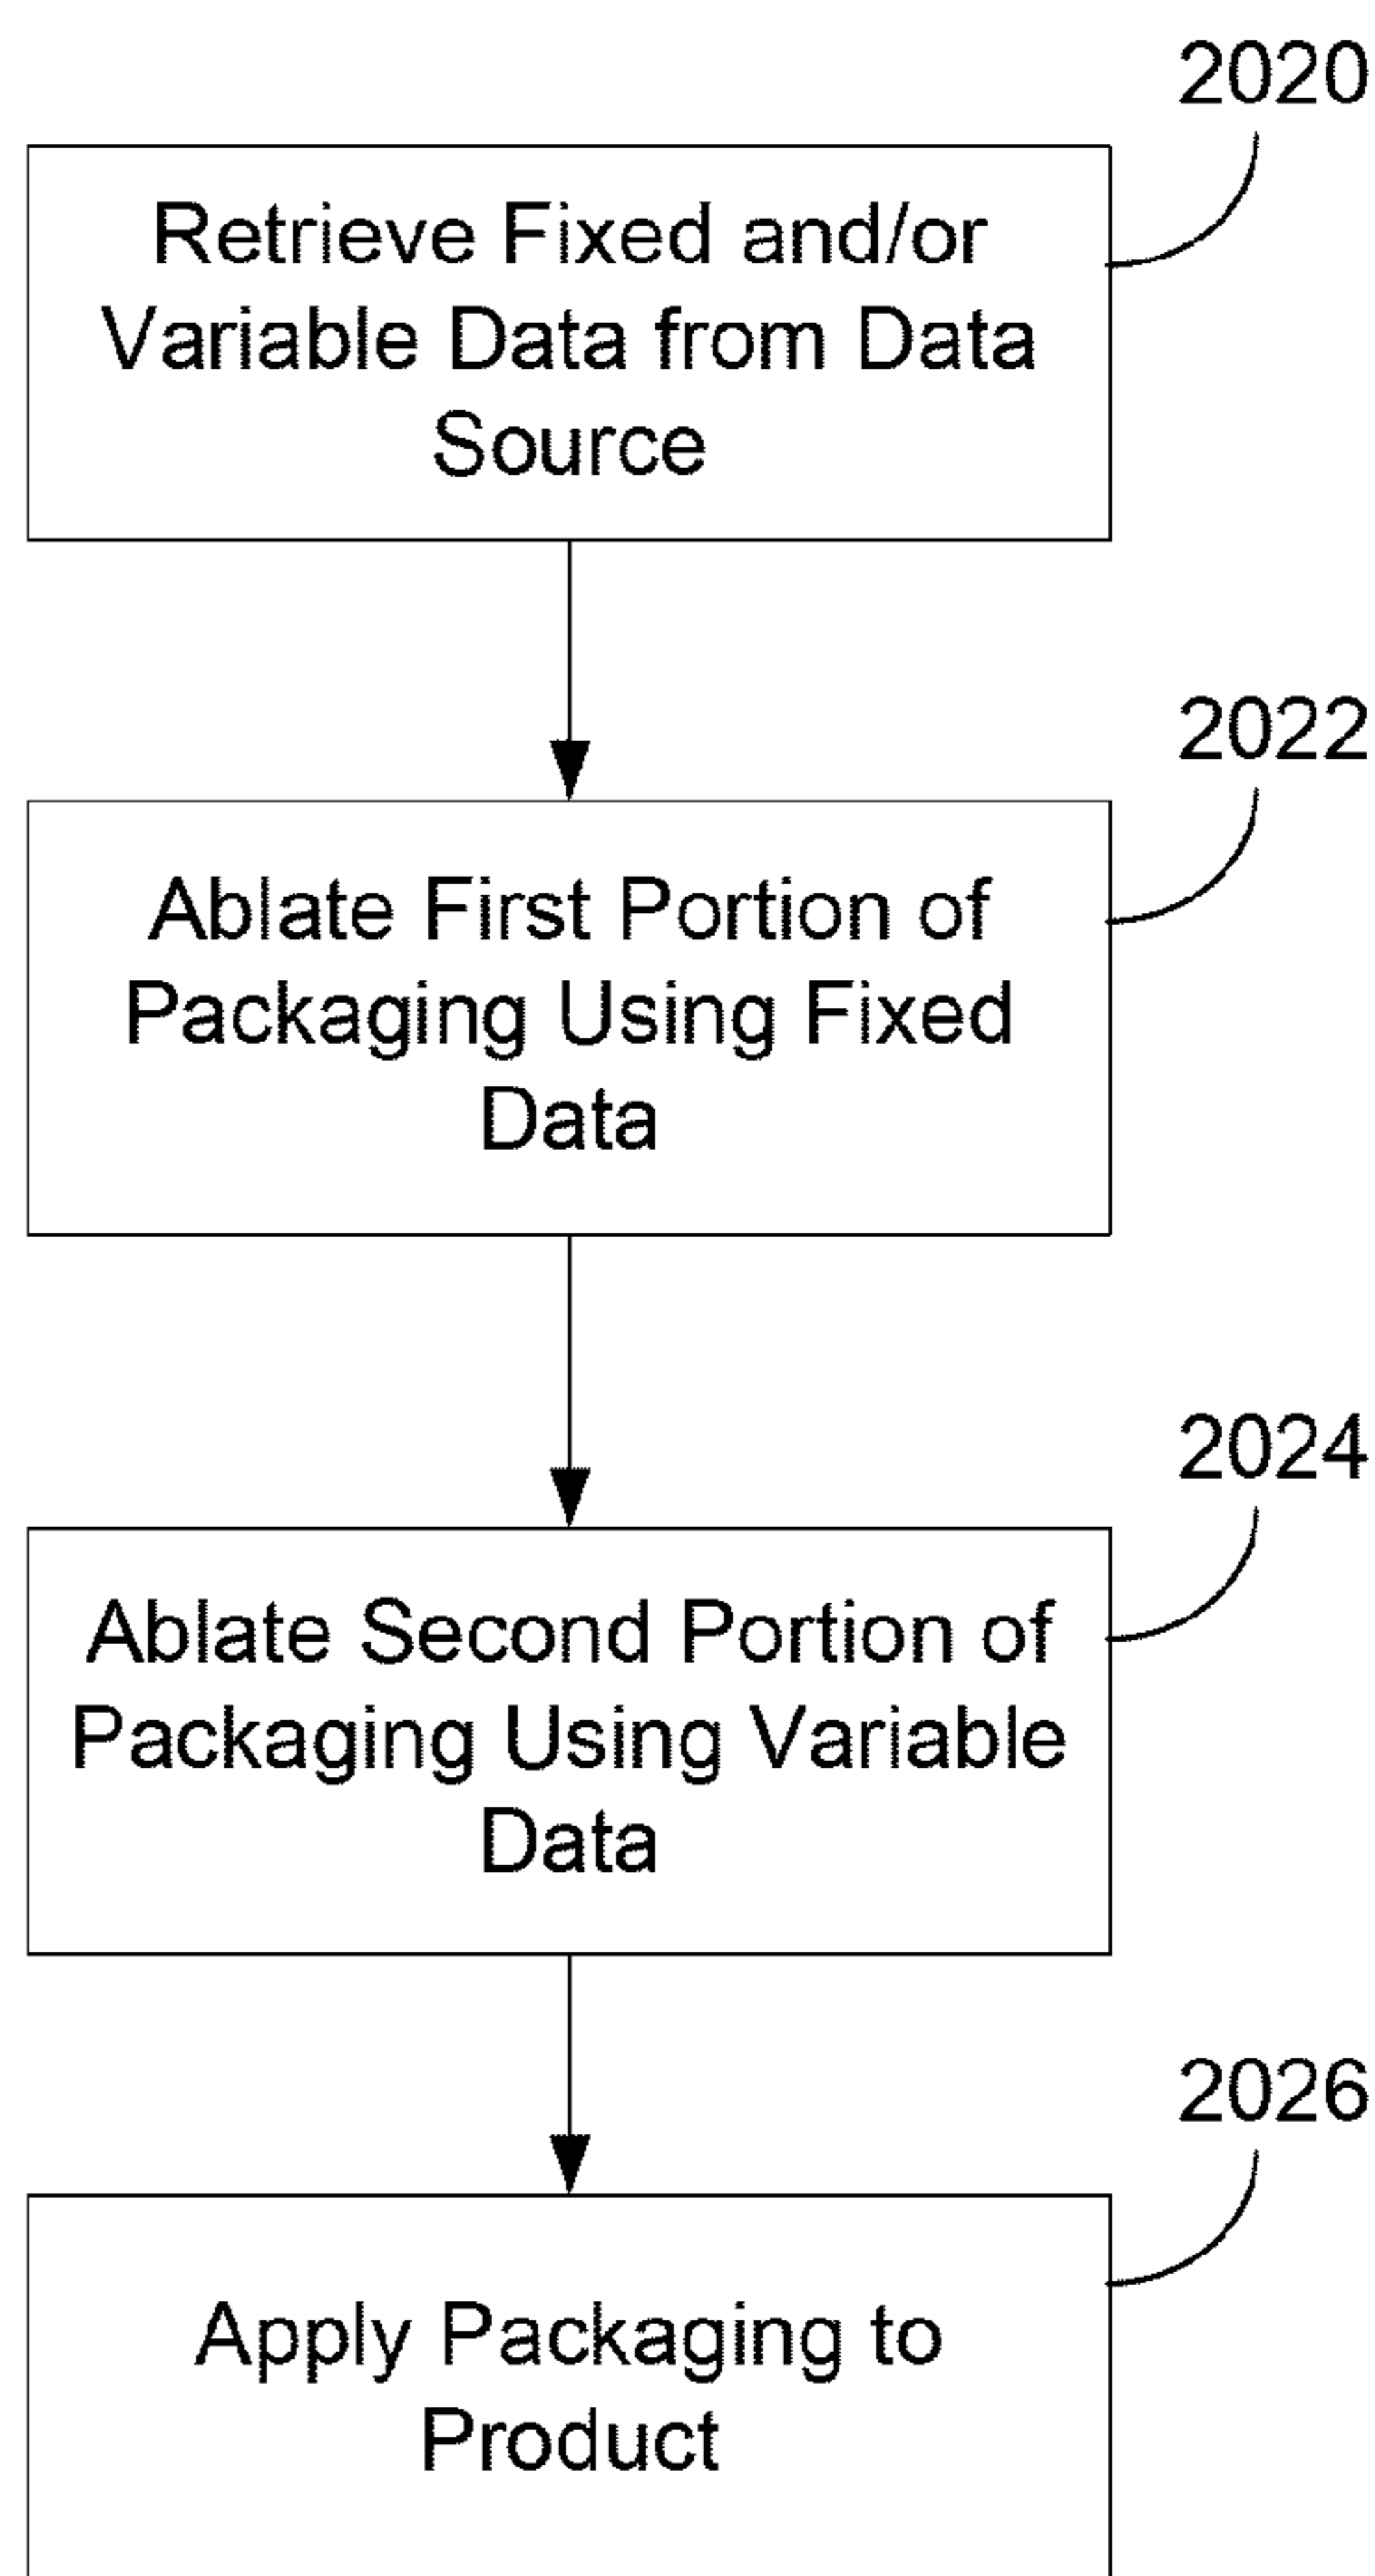 2020
Retrieve Fixed and/or
Variable Data from Data
Source
2022
Ablate First Portion of
Packaging Using Fixed
Data
2024
Ablate Second Portion of
Packaging Using Variable
Data
2026
Apply Packaging to
Product